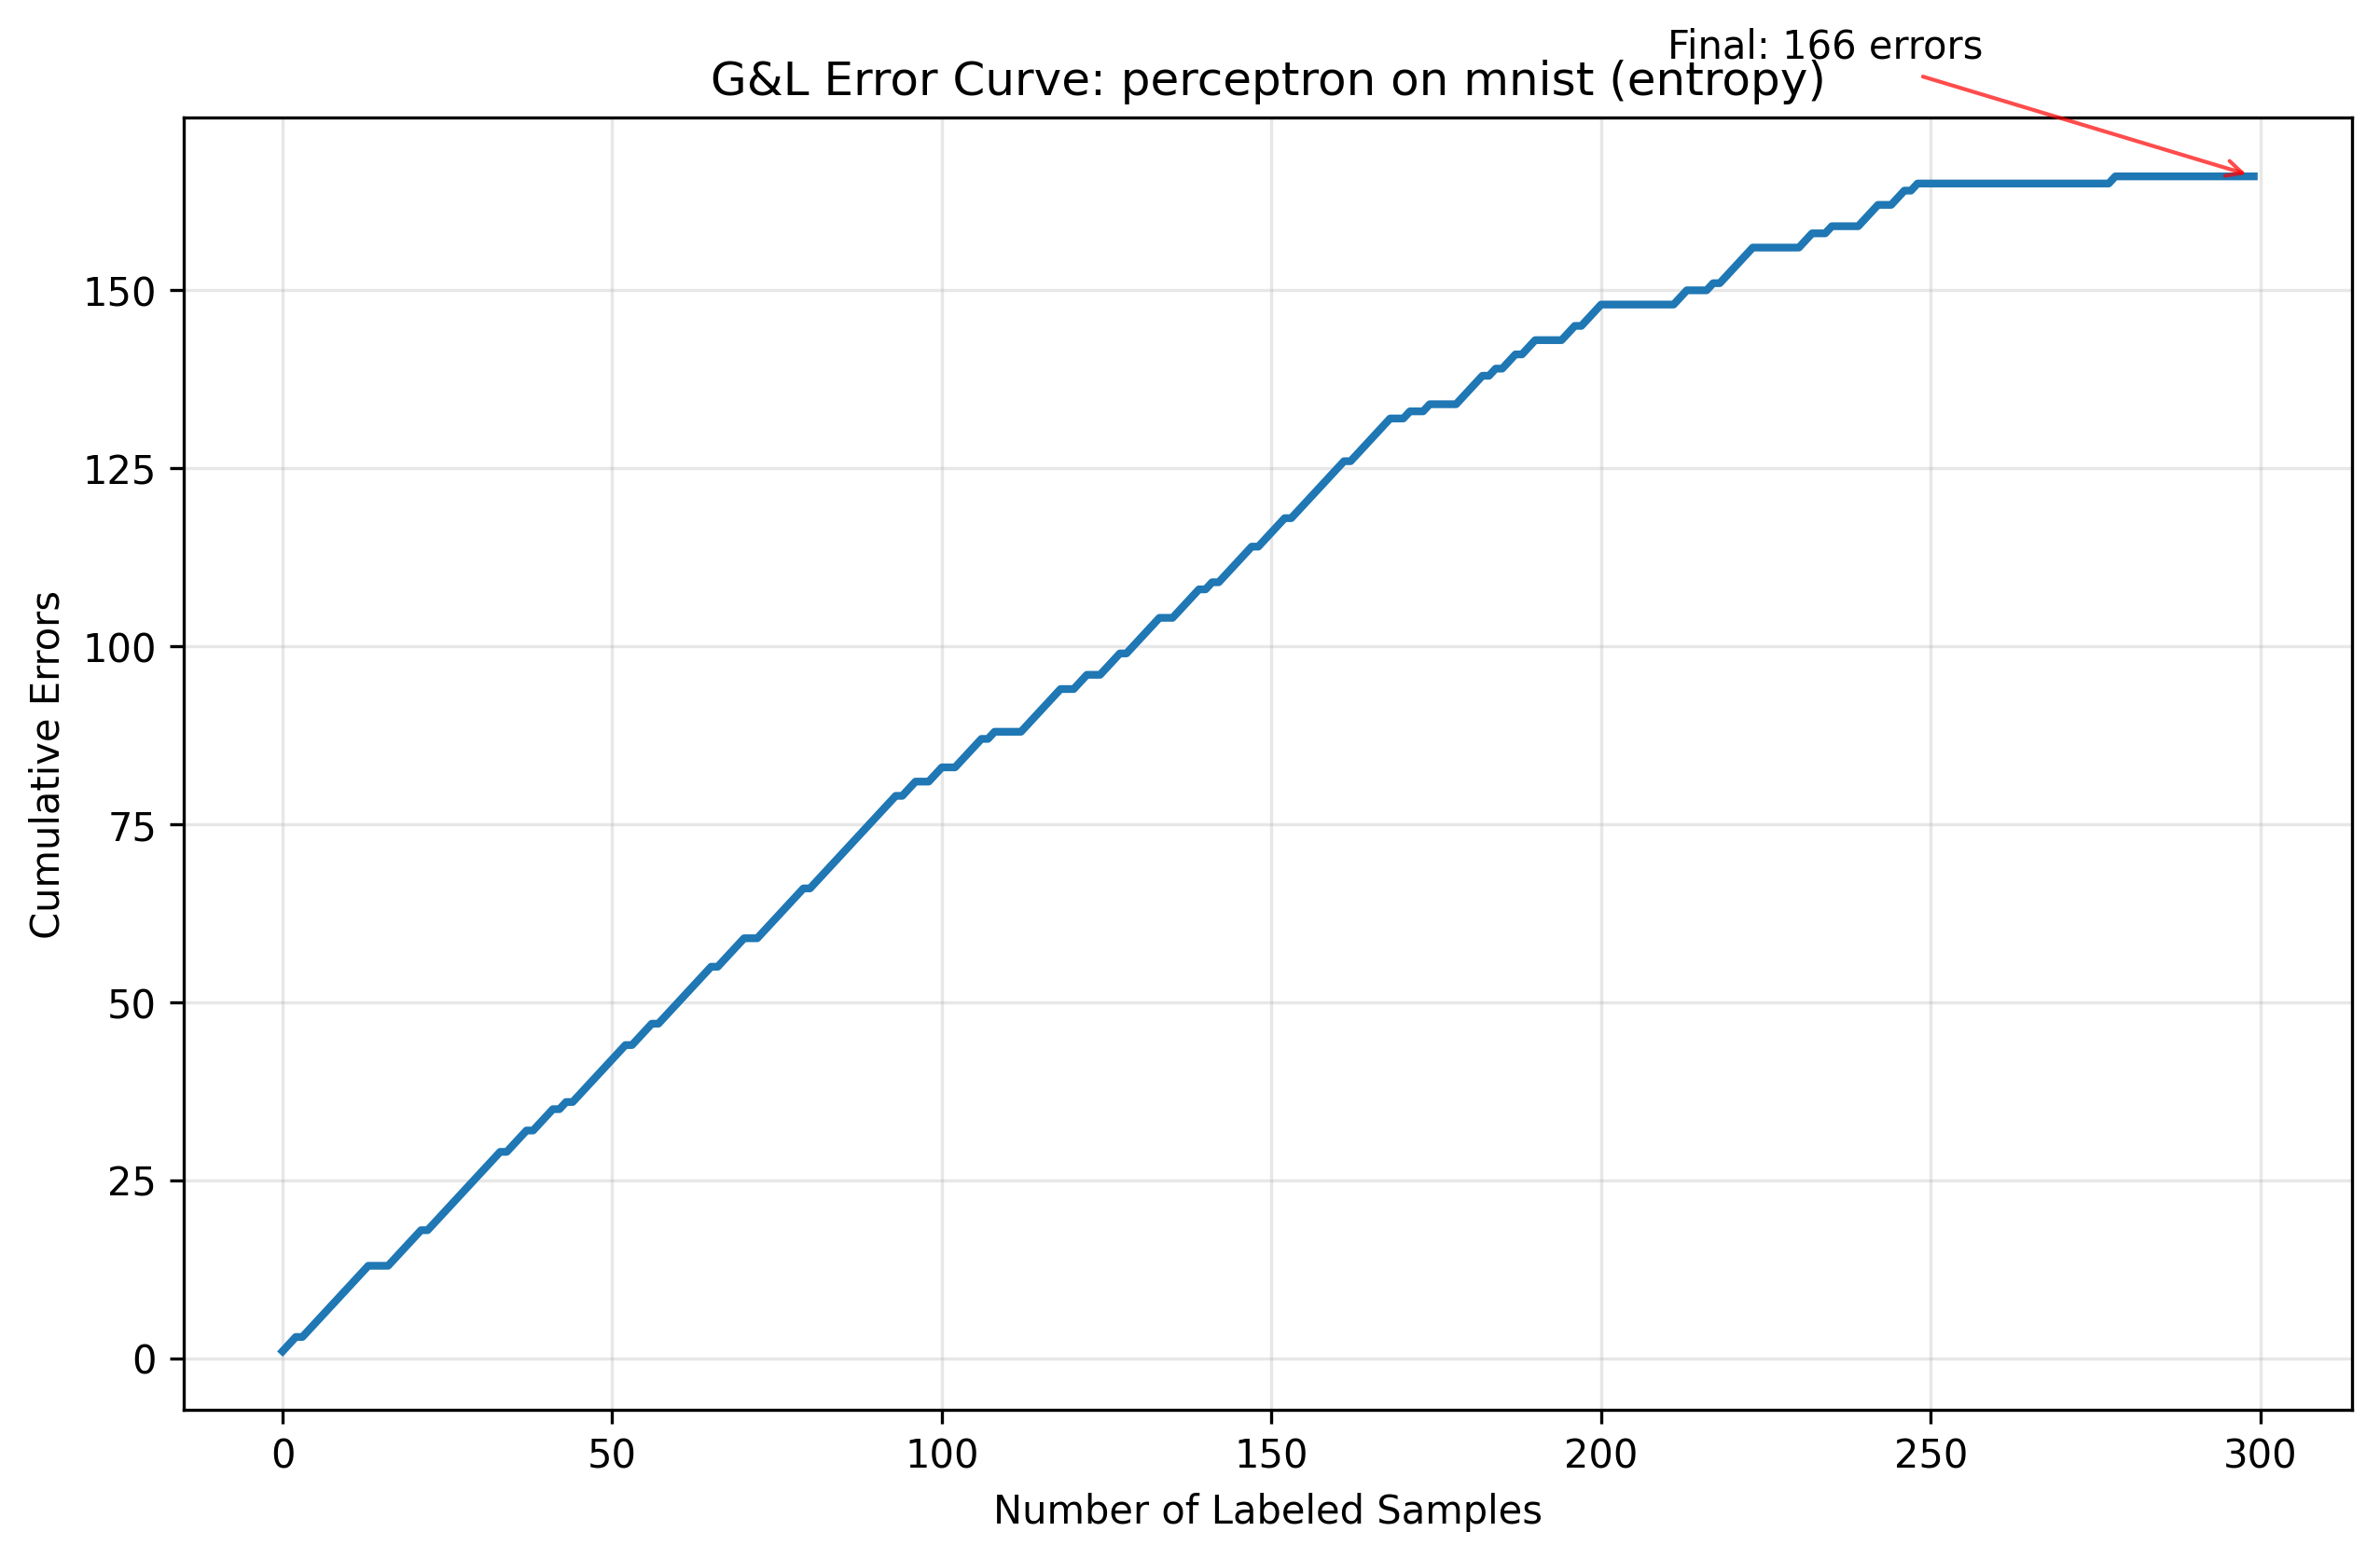 Final: 166 errors
G&L Error Curve: perceptron on mnist (entropy)
Cumulative Errors
150
125
100
75
50
25
0
0 50 100 150 200 250 300
Number of Labeled Samples